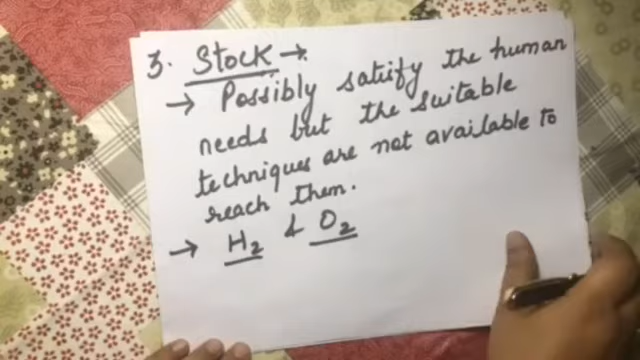 3. Stock →
→ Possibly satisfy the human
needs but the suitable
techniques are not available to
reach them.
→ H₂ & O₂